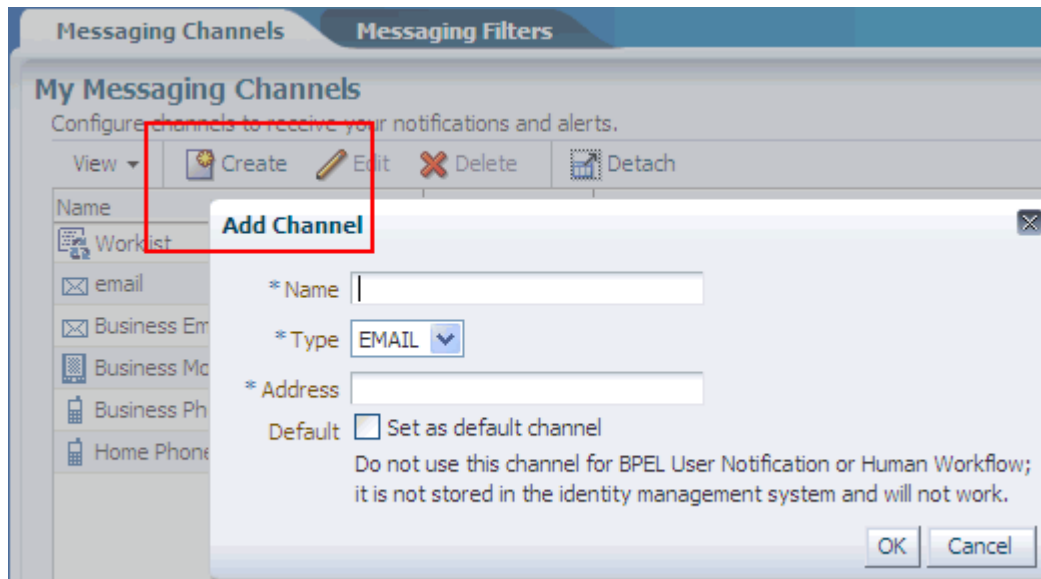 Messaging Channels Messaging Filters
My Messaging Channels
Configure channels to receive your notifications and alerts.
View Create Edit Delete Detach
Name
Worklist
Add Channel
email
* Name
Business Em
* Type EMAIL
Business Mo
* Address
Business Ph
Default Set as default channel
Home Phone
Do not use this channel for BPEL User Notification or Human Workflow;
it is not stored in the identity management system and will not work.
OK Cancel